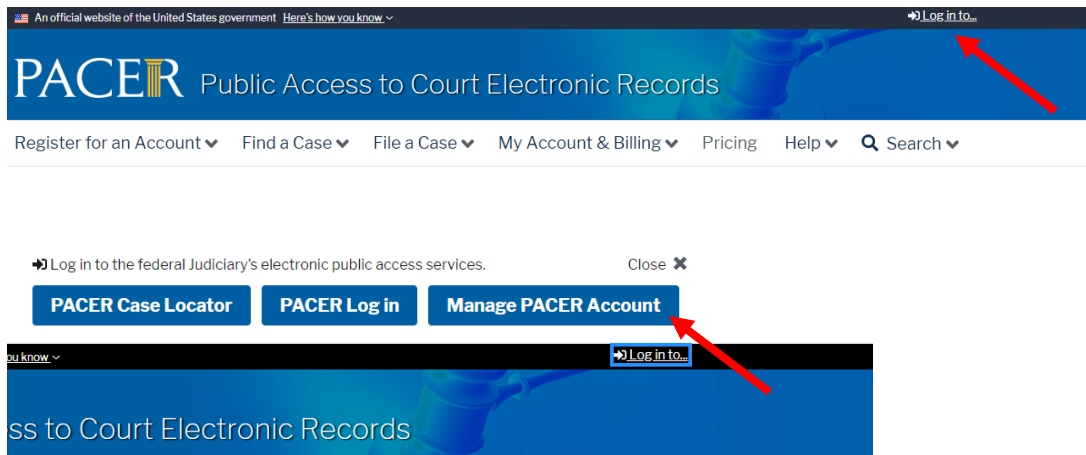 An official website of the United States government Here's how you know
Log in to...
PACER Public Access to Court Electronic Records
Register for an Account Find a Case File a Case My Account & Billing Pricing Help Search
Log in to the federal Judiciary's electronic public access services. Close
PACER Case Locator PACER Log in Manage PACER Account
ou know Log in to...
ss to Court Electronic Records